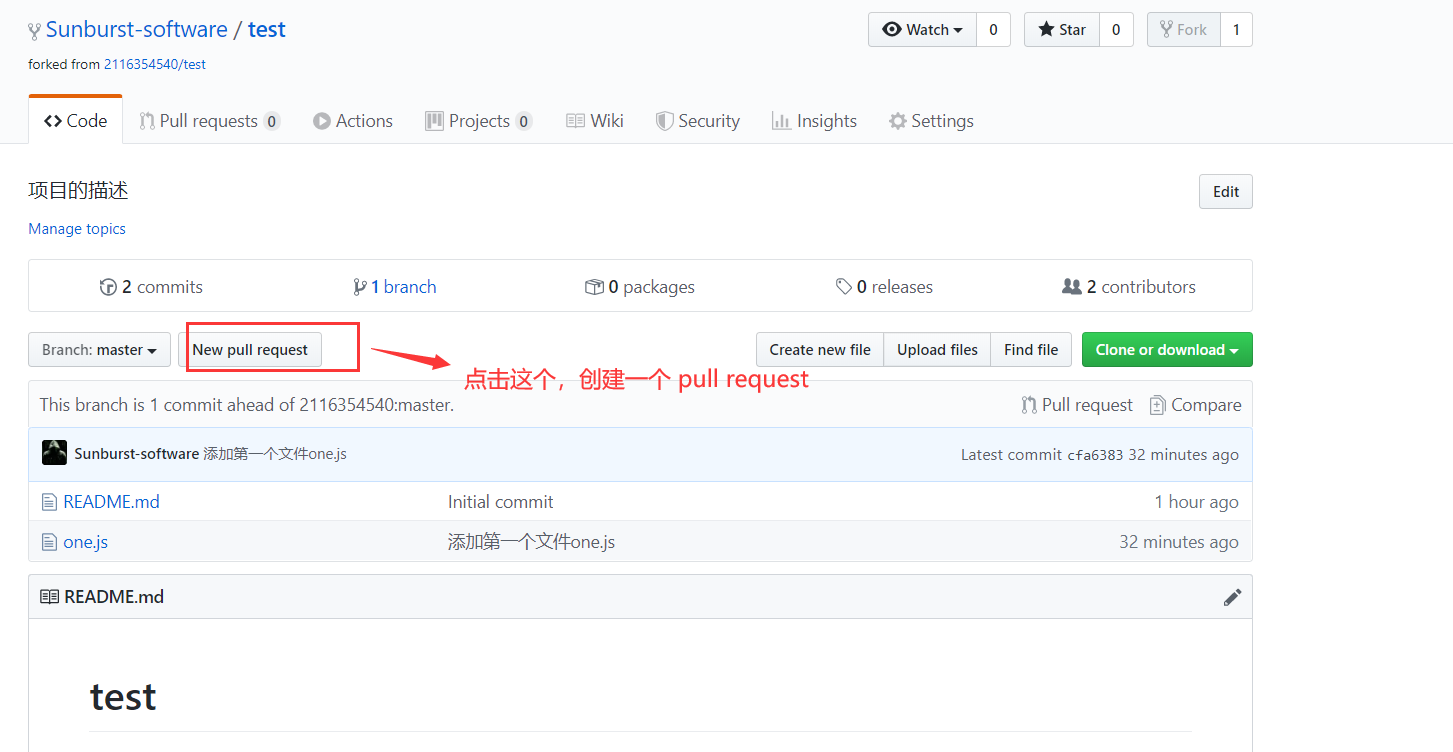 Sunburst-software / test
Watch 0 Star 0 Fork 1
forked from 2116354540/test
Code Pull requests 0 Actions Projects 0 Wiki Security Insights Settings
项目的描述
Edit
Manage topics
2 commits 1 branch 0 packages 0 releases 2 contributors
Branch: master New pull request Create new file Upload files Find file Clone or download
点击这个，创建一个 pull request
This branch is 1 commit ahead of 2116354540:master. Pull request Compare
Sunburst-software 添加第一个文件one.js Latest commit cfa6383 32 minutes ago
README.md Initial commit 1 hour ago
one.js 添加第一个文件one.js 32 minutes ago
README.md
test